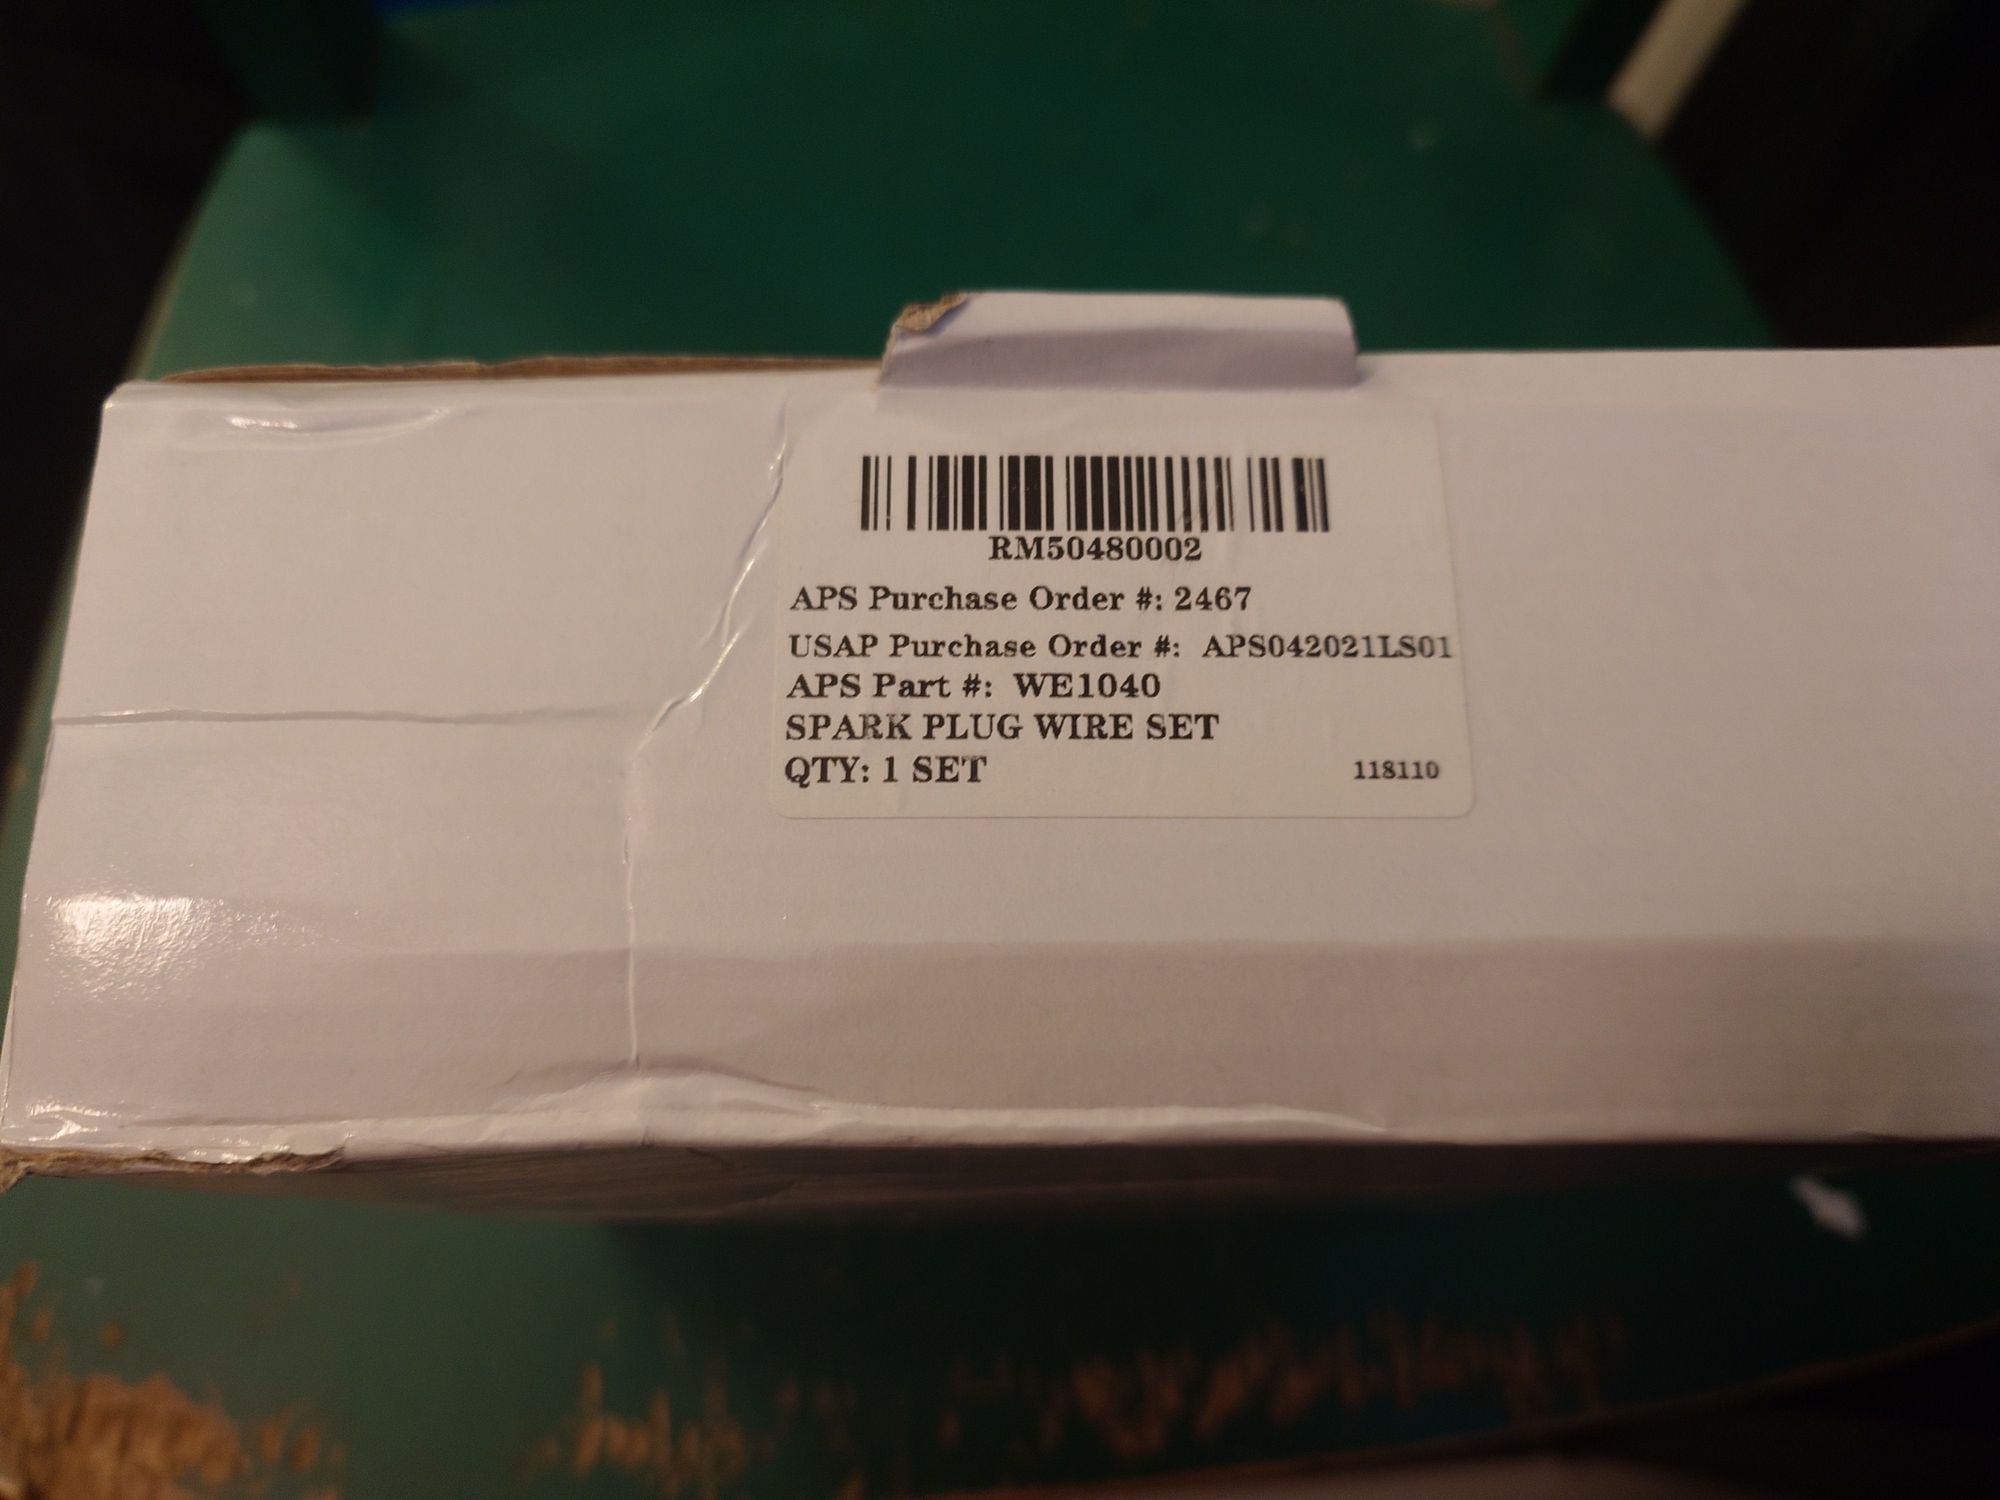 RM50480002
APS Purchase Order #: 2467
USAP Purchase Order #: APS042021LS01
APS Part #: WE1040
SPARK PLUG WIRE SET
QTY: 1 SET 118110